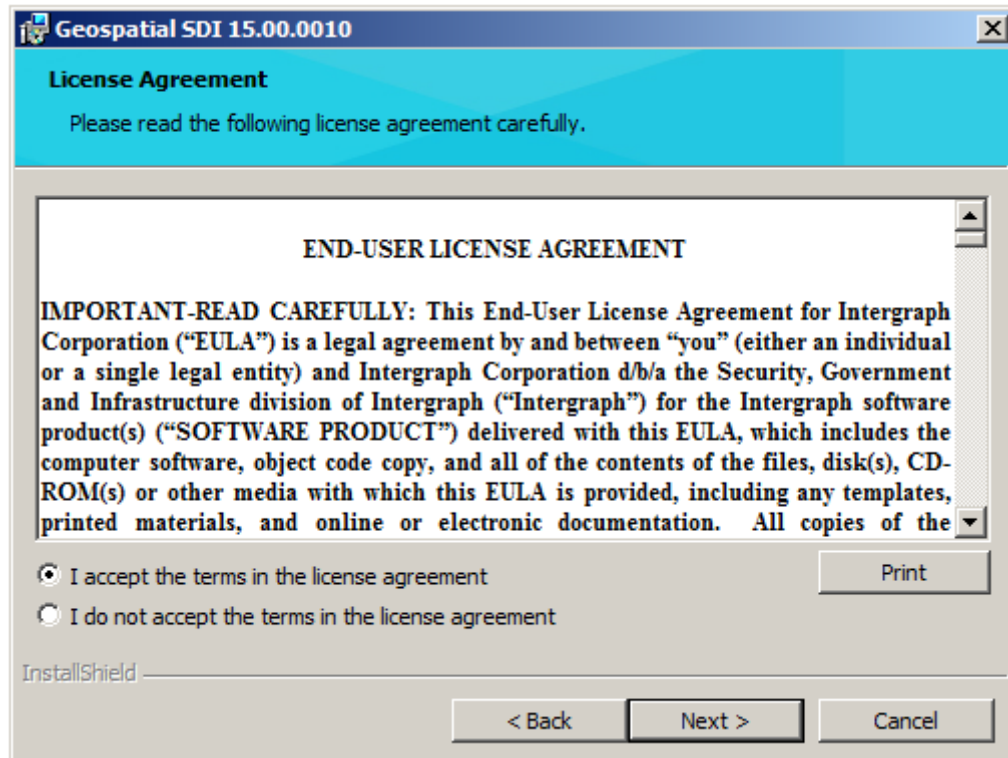 Geospatial SDI 15.00.0010
License Agreement
Please read the following license agreement carefully.
END-USER LICENSE AGREEMENT
IMPORTANT-READ CAREFULLY: This End-User License Agreement for Intergraph
Corporation (“EULA”) is a legal agreement by and between “you” (either an individual
or a single legal entity) and Intergraph Corporation d/b/a the Security, Government
and Infrastructure division of Intergraph (“Intergraph”) for the Intergraph software
product(s) (“SOFTWARE PRODUCT”) delivered with this EULA, which includes the
computer software, object code copy, and all of the contents of the files, disk(s), CD-
ROM(s) or other media with which this EULA is provided, including any templates,
printed materials, and online or electronic documentation. All copies of the
I accept the terms in the license agreement
Print
I do not accept the terms in the license agreement
InstallShield
< Back
Next >
Cancel